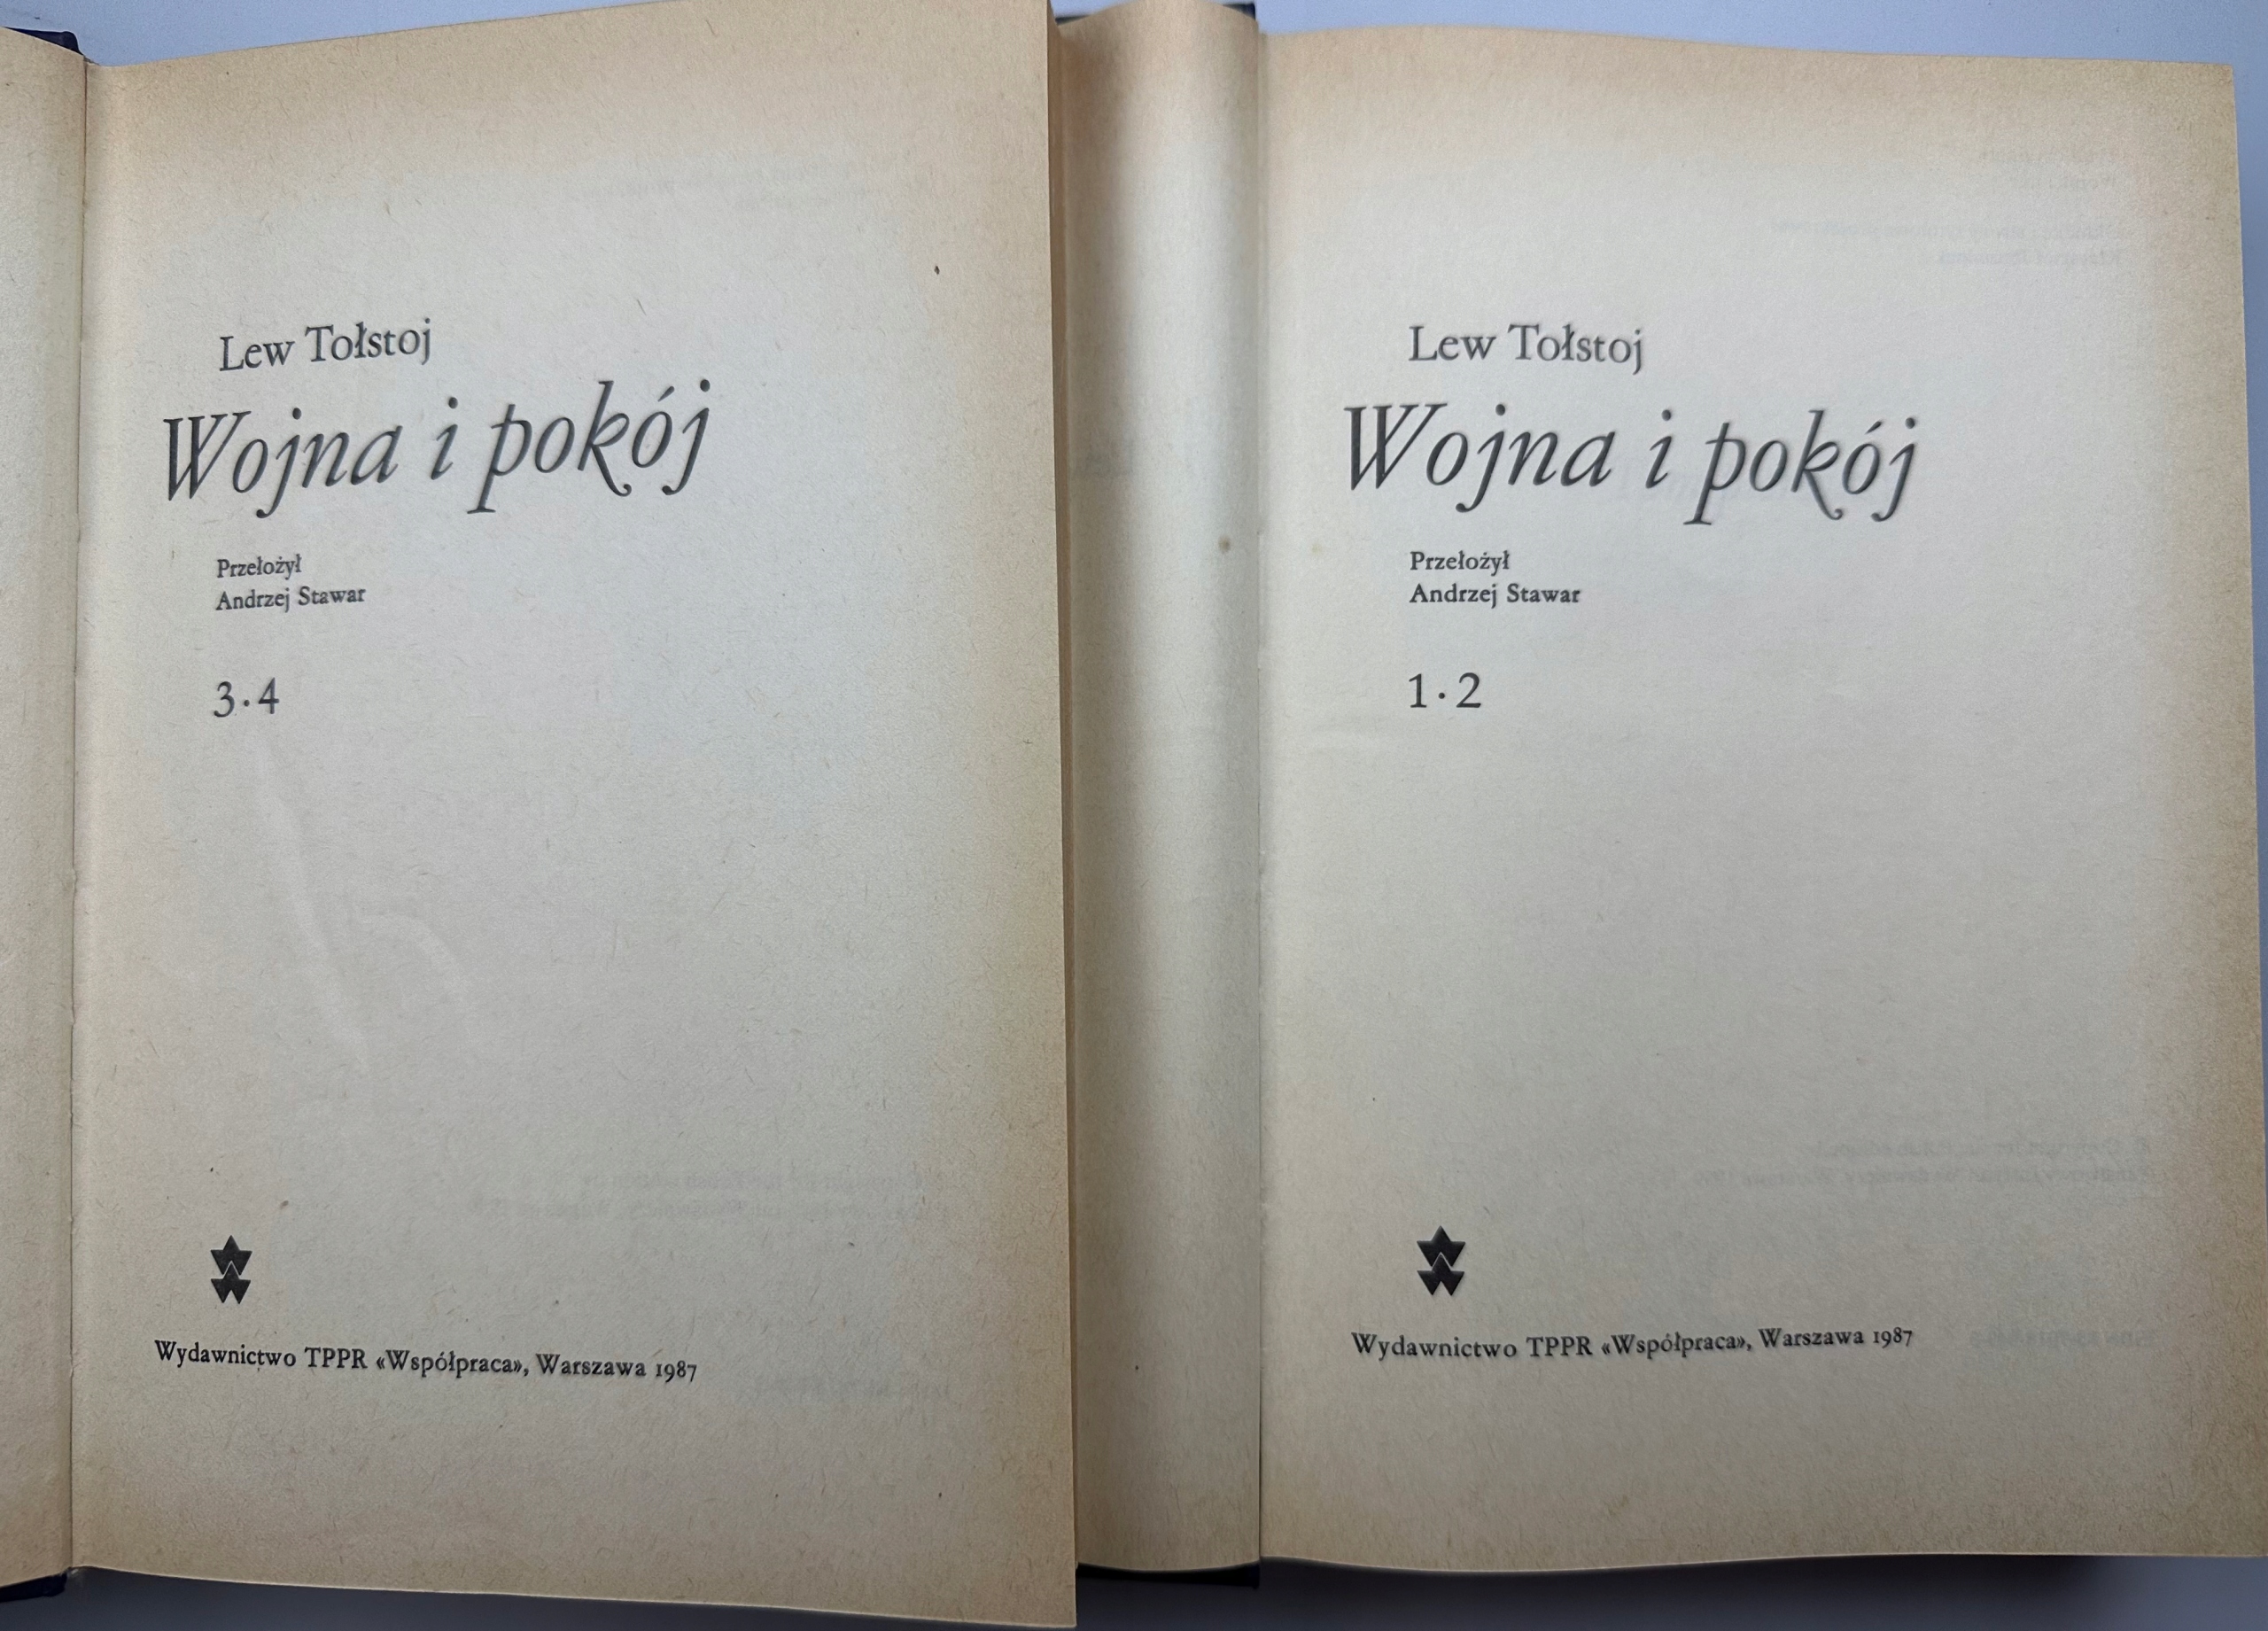 Lew Tołstoj
Wojna i pokój
Przełożył
Andrzej Stawar
3·4
Wydawnictwo TPPR «Współpraca», Warszawa 1987
Lew Tołstoj
Wojna i pokój
Przełożył
Andrzej Stawar
1·2
Wydawnictwo TPPR «Współpraca», Warszawa 1987